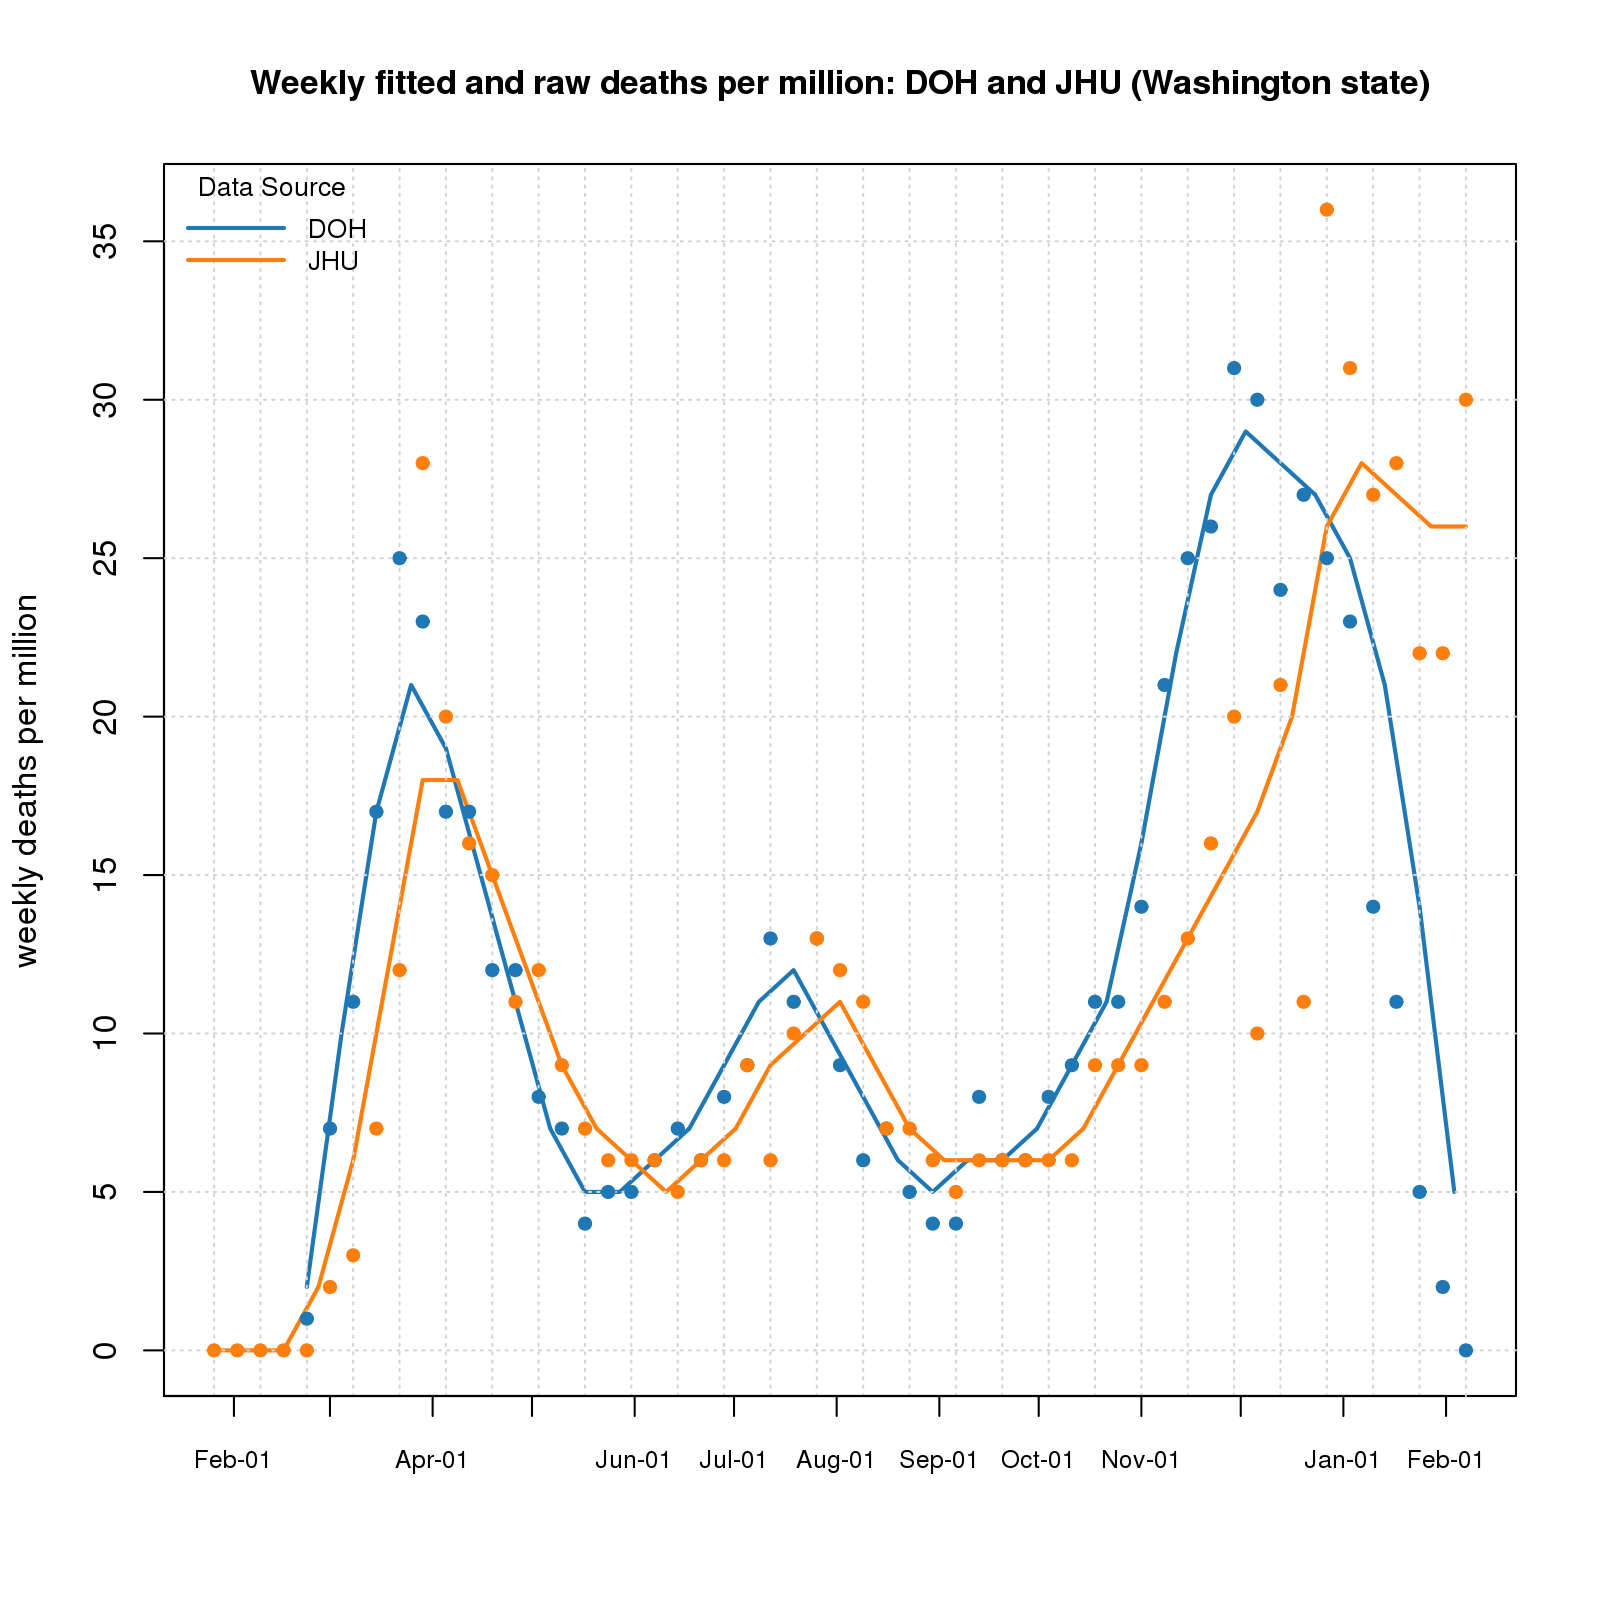 Weekly fitted and raw deaths per million: DOH and JHU (Washington state)
Data Source
DOH
JHU
weekly deaths per million
35
30
25
20
15
10
5
0
Feb-01 Apr-01 Jun-01 Jul-01 Aug-01 Sep-01 Oct-01 Nov-01 Jan-01 Feb-01